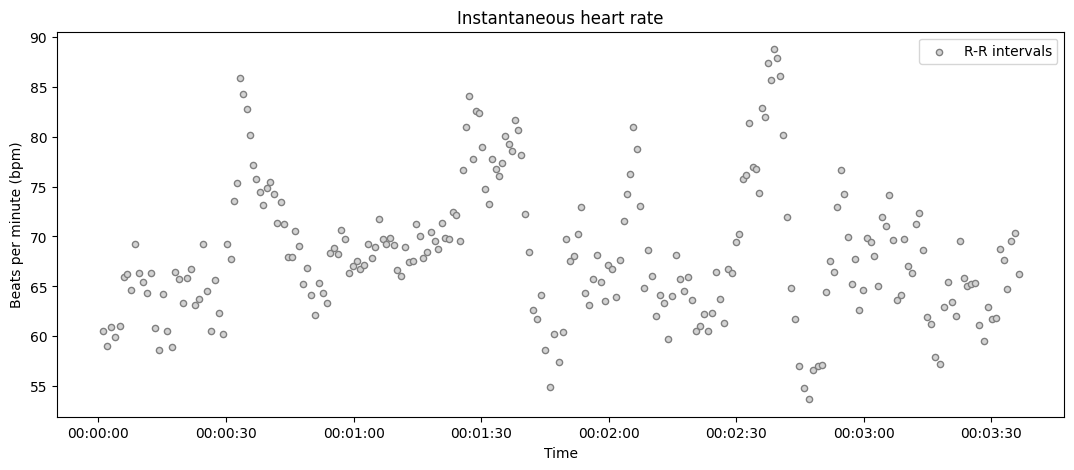 Instantaneous heart rate
R-R intervals
Beats per minute (bpm)
90
85
80
75
70
65
60
55
00:00:00 00:00:30 00:01:00 00:01:30 00:02:00 00:02:30 00:03:00 00:03:30
Time